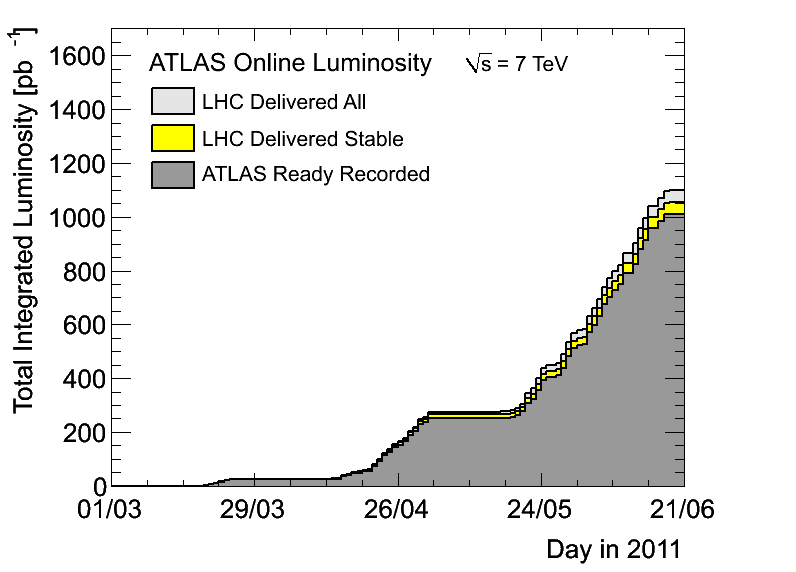 ATLAS Online Luminosity √s = 7 TeV
LHC Delivered All
LHC Delivered Stable
ATLAS Ready Recorded
Total Integrated Luminosity [pb⁻¹]
1600
1400
1200
1000
800
600
400
200
0
01/03 29/03 26/04 24/05 21/06
Day in 2011